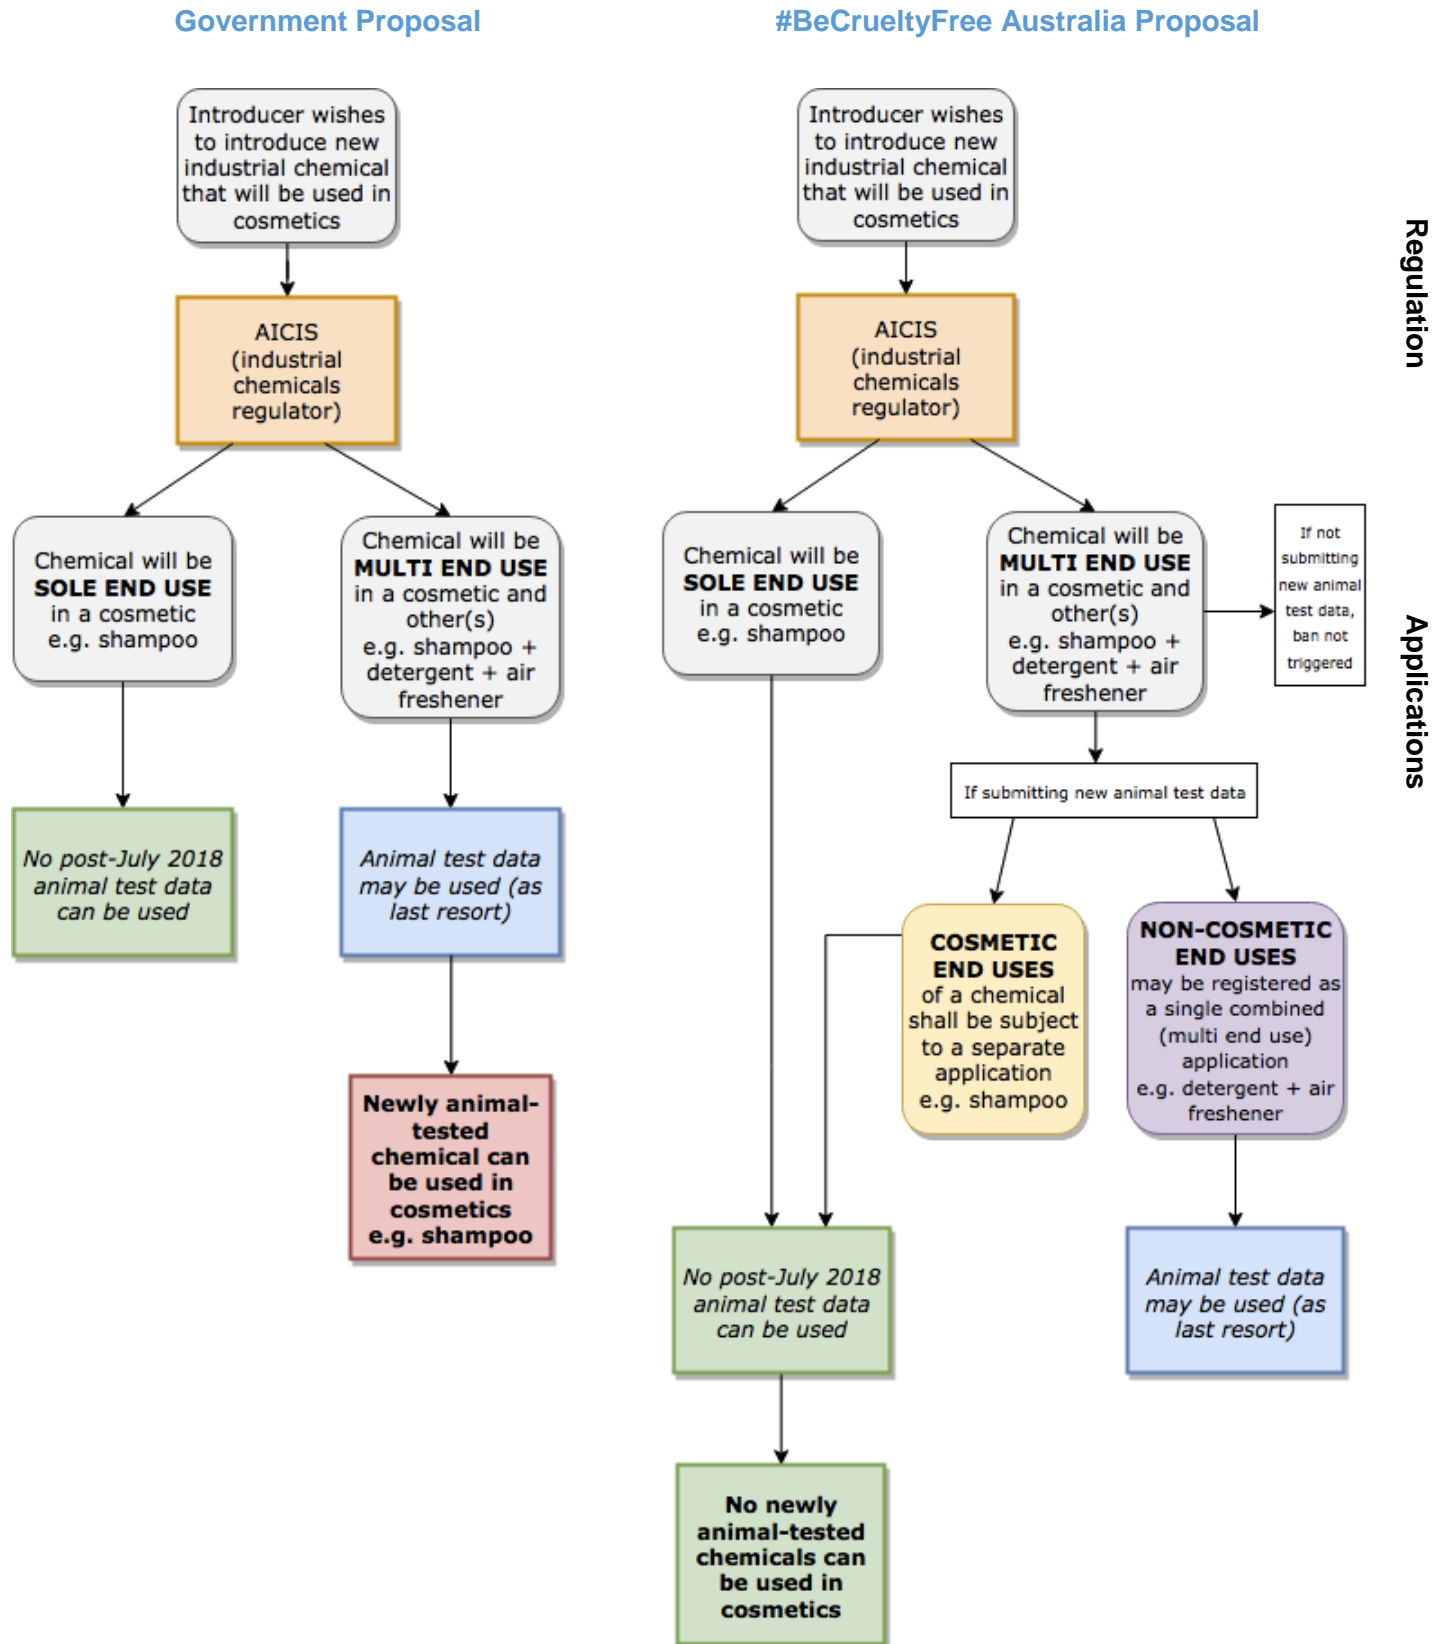 Government Proposal
#BeCrueltyFree Australia Proposal
Introducer wishes
to introduce new
industrial chemical
that will be used in
cosmetics
AICIS
(industrial
chemicals
regulator)
Chemical will be
SOLE END USE
in a cosmetic
e.g. shampoo
Chemical will be
MULTI END USE
in a cosmetic and
other(s)
e.g. shampoo +
detergent + air
freshener
No post-July 2018
animal test data
can be used
Animal test data
may be used (as
last resort)
Newly animal-
tested
chemical can
be used in
cosmetics
e.g. shampoo
Introducer wishes
to introduce new
industrial chemical
that will be used in
cosmetics
AICIS
(industrial
chemicals
regulator)
Chemical will be
SOLE END USE
in a cosmetic
e.g. shampoo
Chemical will be
MULTI END USE
in a cosmetic and
other(s)
e.g. shampoo +
detergent + air
freshener
If not
submitting
new animal
test data,
ban not
triggered
If submitting new animal test data
COSMETIC
END USES
of a chemical
shall be subject
to a separate
application
e.g. shampoo
NON-COSMETIC
END USES
may be registered as
a single combined
(multi end use)
application
e.g. detergent + air
freshener
No post-July 2018
animal test data
can be used
Animal test data
may be used (as
last resort)
No newly
animal-tested
chemicals can
be used in
cosmetics
Regulation
Applications